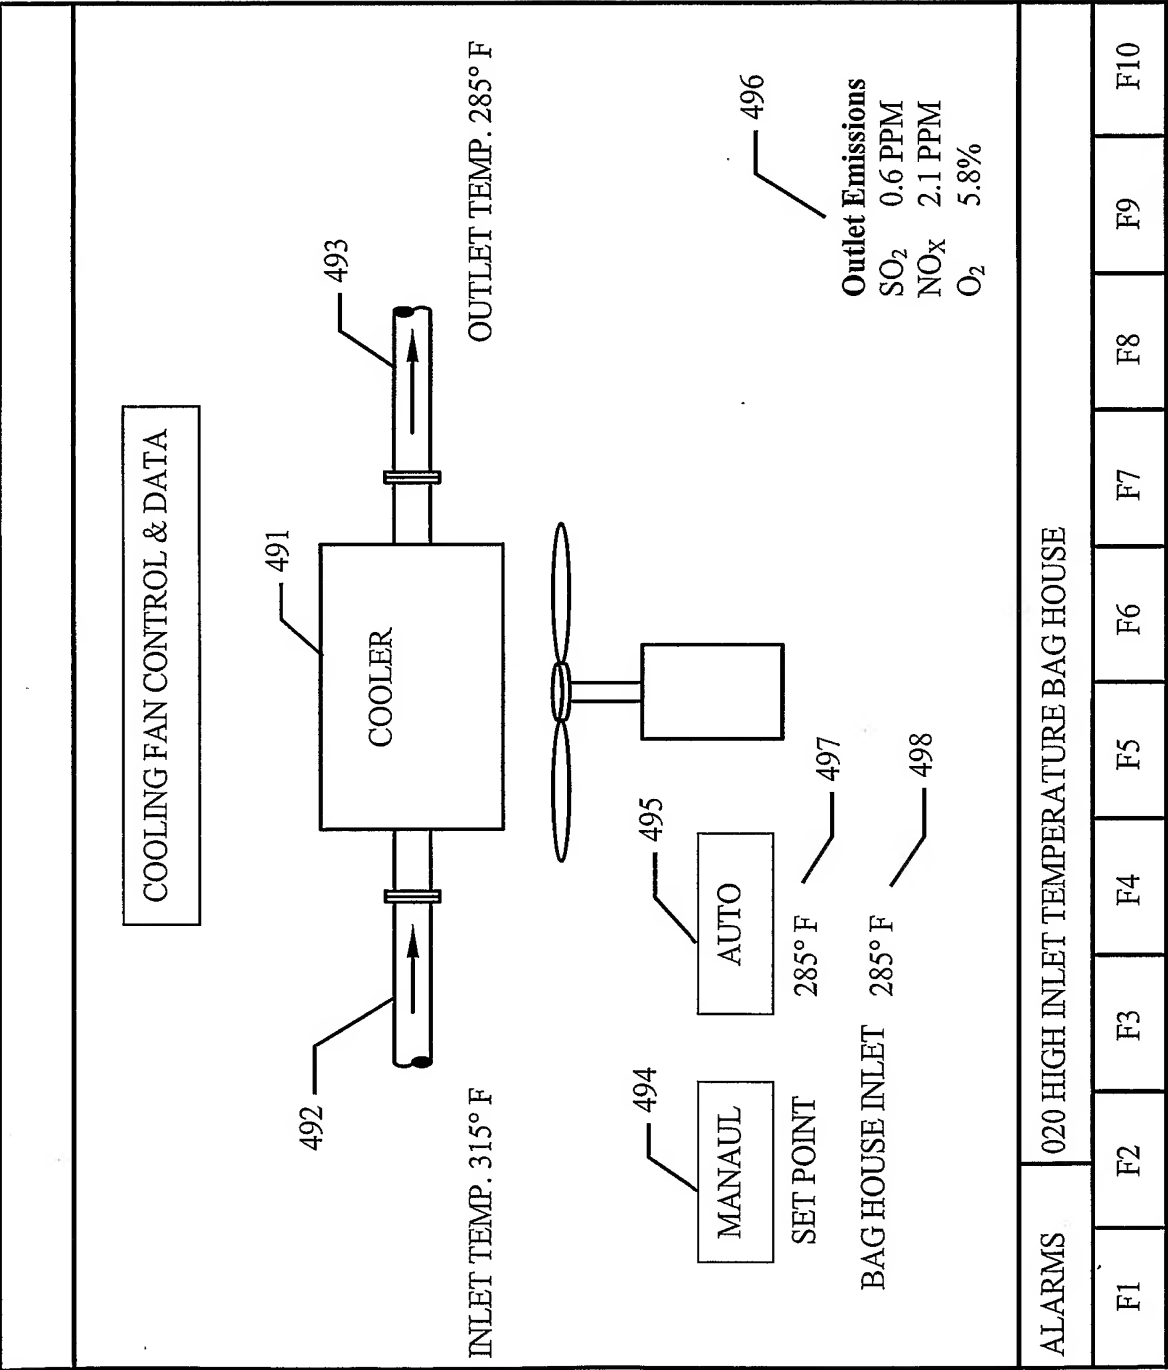 COOLING FAN CONTROL & DATA
491
COOLER
492
493
INLET TEMP. 315° F
OUTLET TEMP. 285° F
494
495
MANAUL
AUTO
496
SET POINT 285° F
497
BAG HOUSE INLET 285° F
498
Outlet Emissions
SO₂ 0.6 PPM
NOₓ 2.1 PPM
O₂ 5.8%
ALARMS 020 HIGH INLET TEMPERATURE BAG HOUSE
F1 F2 F3 F4 F5 F6 F7 F8 F9 F10